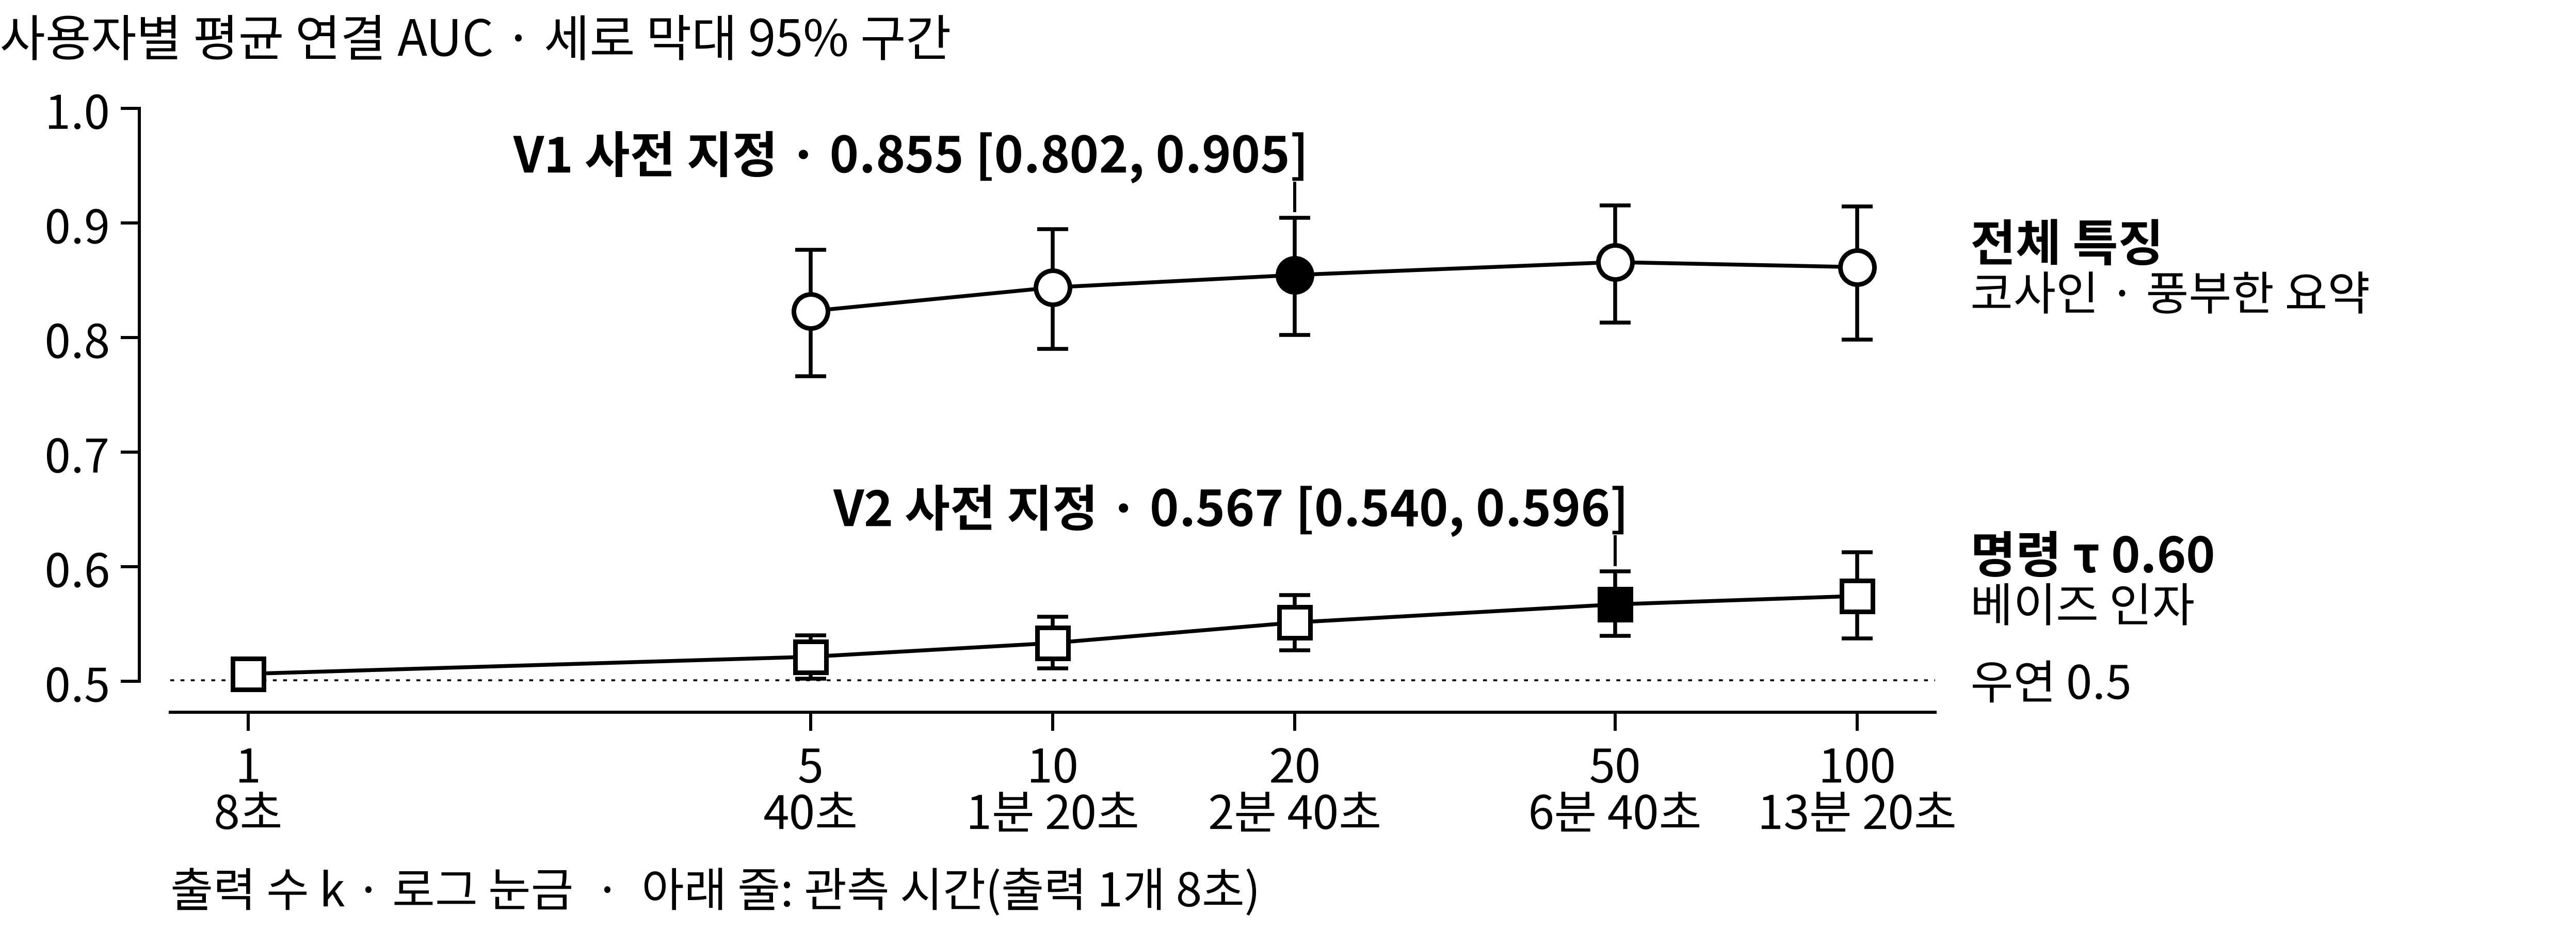 사용자별 평균 연결 AUC · 세로 막대 95% 구간
1.0
V1 사전 지정 · 0.855 [0.802, 0.905]
0.9
전체 특징
코사인 · 풍부한 요약
0.8
0.7
V2 사전 지정 · 0.567 [0.540, 0.596]
0.6
명령 τ 0.60
베이즈 인자
0.5
우연 0.5
1 5 10 20 50 100
8초 40초 1분 20초 2분 40초 6분 40초 13분 20초
출력 수 k · 로그 눈금 · 아래 줄: 관측 시간(출력 1개 8초)